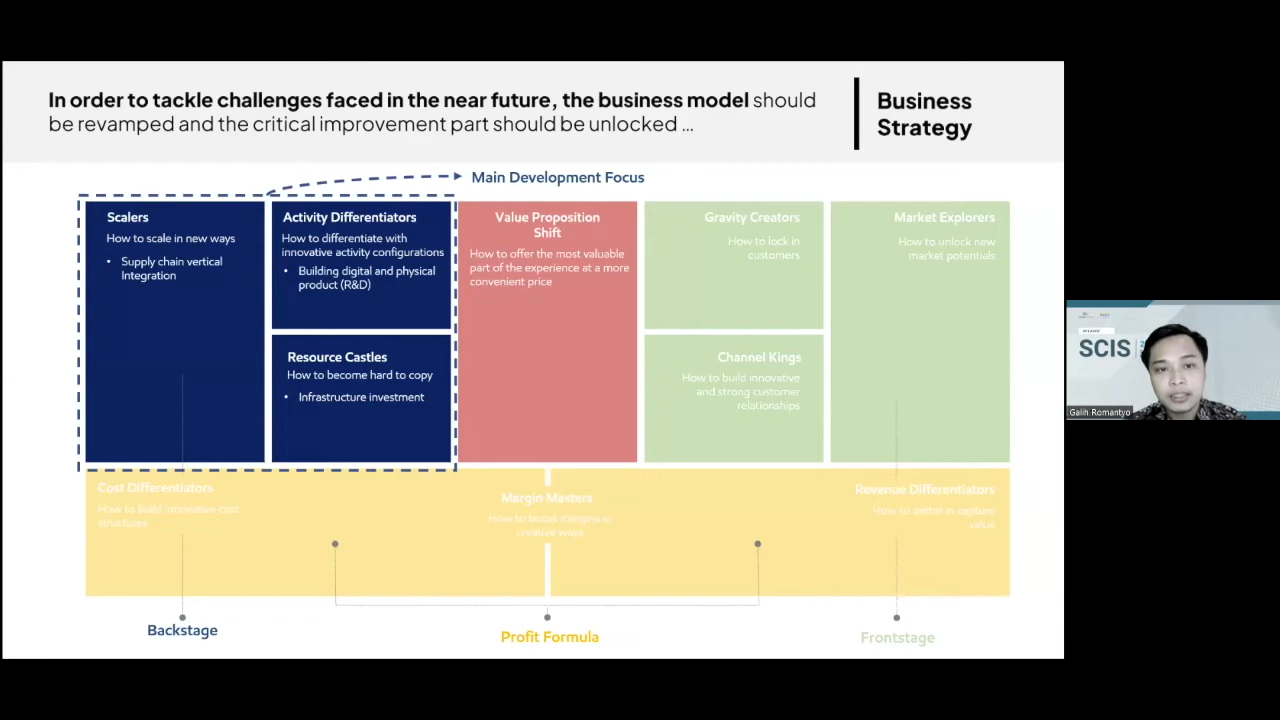 In order to tackle challenges faced in the near future, the business model should
be revamped and the critical improvement part should be unlocked ...
Business
Strategy
Main Development Focus
Scalers
How to scale in new ways
• Supply chain vertical
Integration
Activity Differentiators
How to differentiate with
innovative activity configurations
• Building digital and physical
product (R&D)
Resource Castles
How to become hard to copy
• Infrastructure investment
Value Proposition
Shift
How to offer the most valuable
part of the experience at a more
convenient price
Gravity Creators
How to lock in
customers
Channel Kings
How to build innovative
and strong customer
relationships
Market Explorers
How to unlock new
market potentials
Cost Differentiators
How to build innovative cost
structures
Margin Masters
How to boost margins in
creative ways
Revenue Differentiators
How to better in capture
value
Backstage
Profit Formula
Frontstage
SCIS
Galih Romantyo